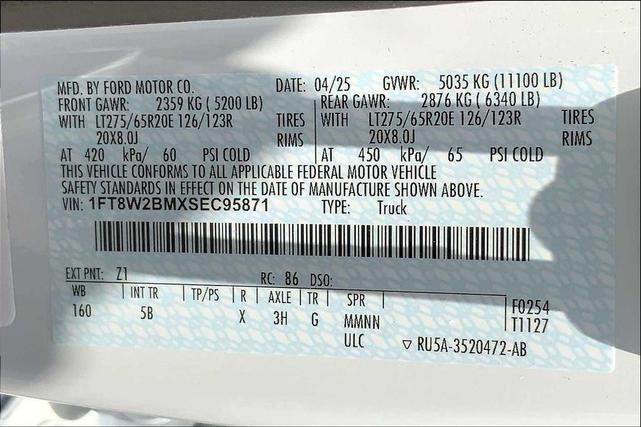 MFD. BY FORD MOTOR CO. DATE: 04/25 GVWR: 5035 KG (11100 LB)
FRONT GAWR: 2359 KG ( 5200 LB) REAR GAWR: 2876 KG ( 6340 LB)
WITH LT275/65R20E 126/123R TIRES WITH LT275/65R20E 126/123R TIRES
20X8.0J RIMS 20X8.0J RIMS
AT 420 kPa/ 60 PSI COLD AT 450 kPa/ 65 PSI COLD
THIS VEHICLE CONFORMS TO ALL APPLICABLE FEDERAL MOTOR VEHICLE
SAFETY STANDARDS IN EFFECT ON THE DATE OF MANUFACTURE SHOWN ABOVE.
VIN: 1FT8W2BMXSEC95871 TYPE: Truck
EXT PNT: Z1 RC: 86 DSO:
WB INT TR TP/PS R AXLE TR SPR F0254
160 5B X 3H G MMNN T1127
ULC ▽ RU5A-3520472-AB